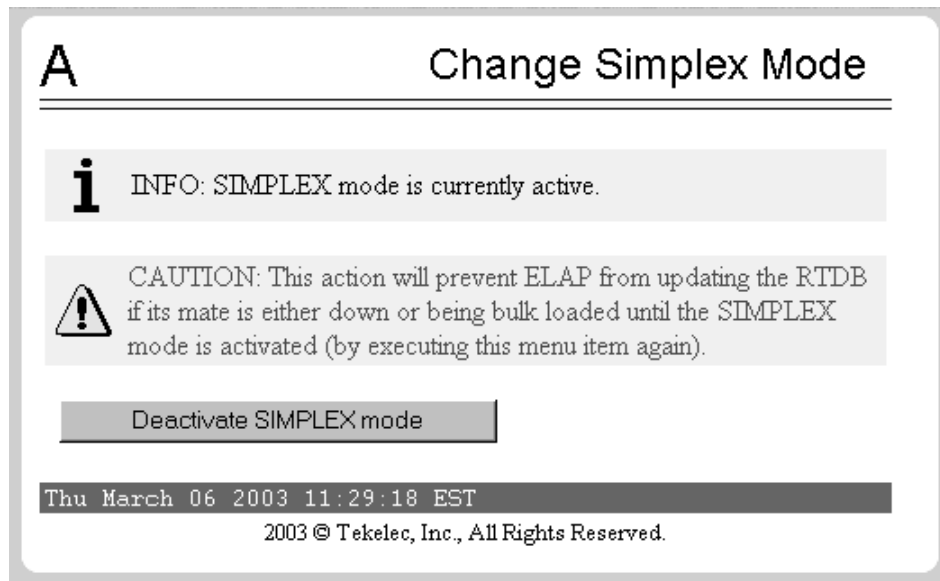 A
Change Simplex Mode
INFO: SIMPLEX mode is currently active.
CAUTION: This action will prevent ELAP from updating the RTDB
if its mate is either down or being bulk loaded until the SIMPLEX
mode is activated (by executing this menu item again).
Deactivate SIMPLEX mode
Thu March 06 2003 11:29:18 EST
2003 © Tekelec, Inc., All Rights Reserved.